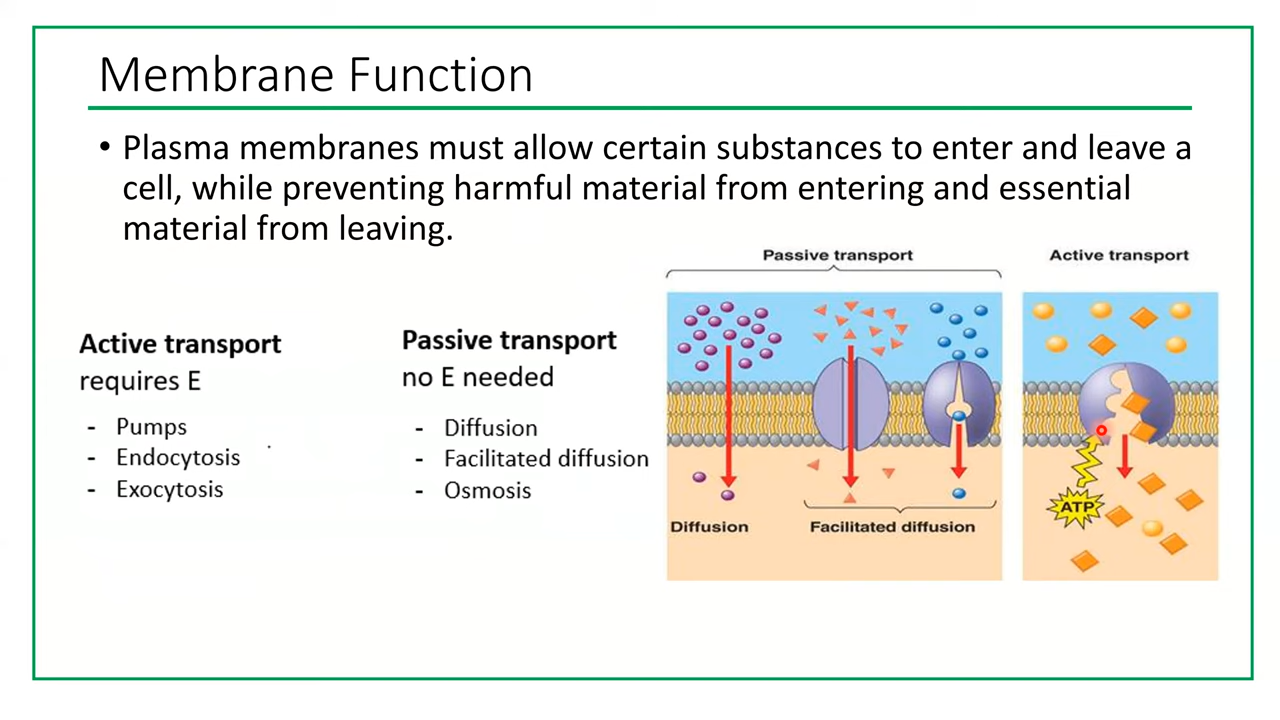 Membrane Function
• Plasma membranes must allow certain substances to enter and leave a
cell, while preventing harmful material from entering and essential
material from leaving.
Active transport
requires E
- Pumps
- Endocytosis
- Exocytosis
Passive transport
no E needed
- Diffusion
- Facilitated diffusion
- Osmosis
Passive transport
Diffusion
Facilitated diffusion
Active transport
ATP